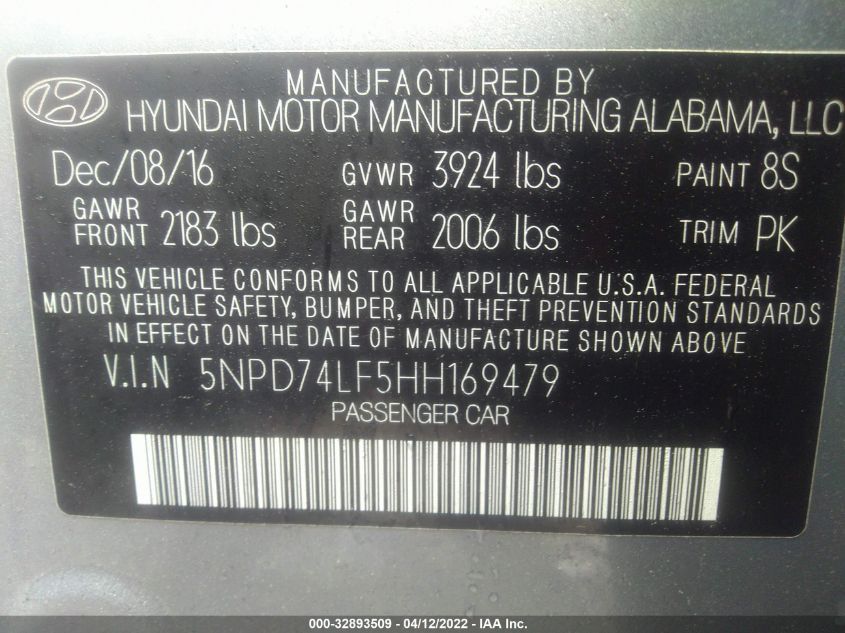 MANUFACTURED BY
HYUNDAI MOTOR MANUFACTURING ALABAMA, LLC
Dec/08/16 GVWR 3924 lbs PAINT 8S
GAWR FRONT 2183 lbs GAWR REAR 2006 lbs TRIM PK
THIS VEHICLE CONFORMS TO ALL APPLICABLE U.S.A. FEDERAL
MOTOR VEHICLE SAFETY, BUMPER, AND THEFT PREVENTION STANDARDS
IN EFFECT ON THE DATE OF MANUFACTURE SHOWN ABOVE
V.I.N 5NPD74LF5HH169479
PASSENGER CAR
000-32893509 - 04/12/2022 - IAA Inc.